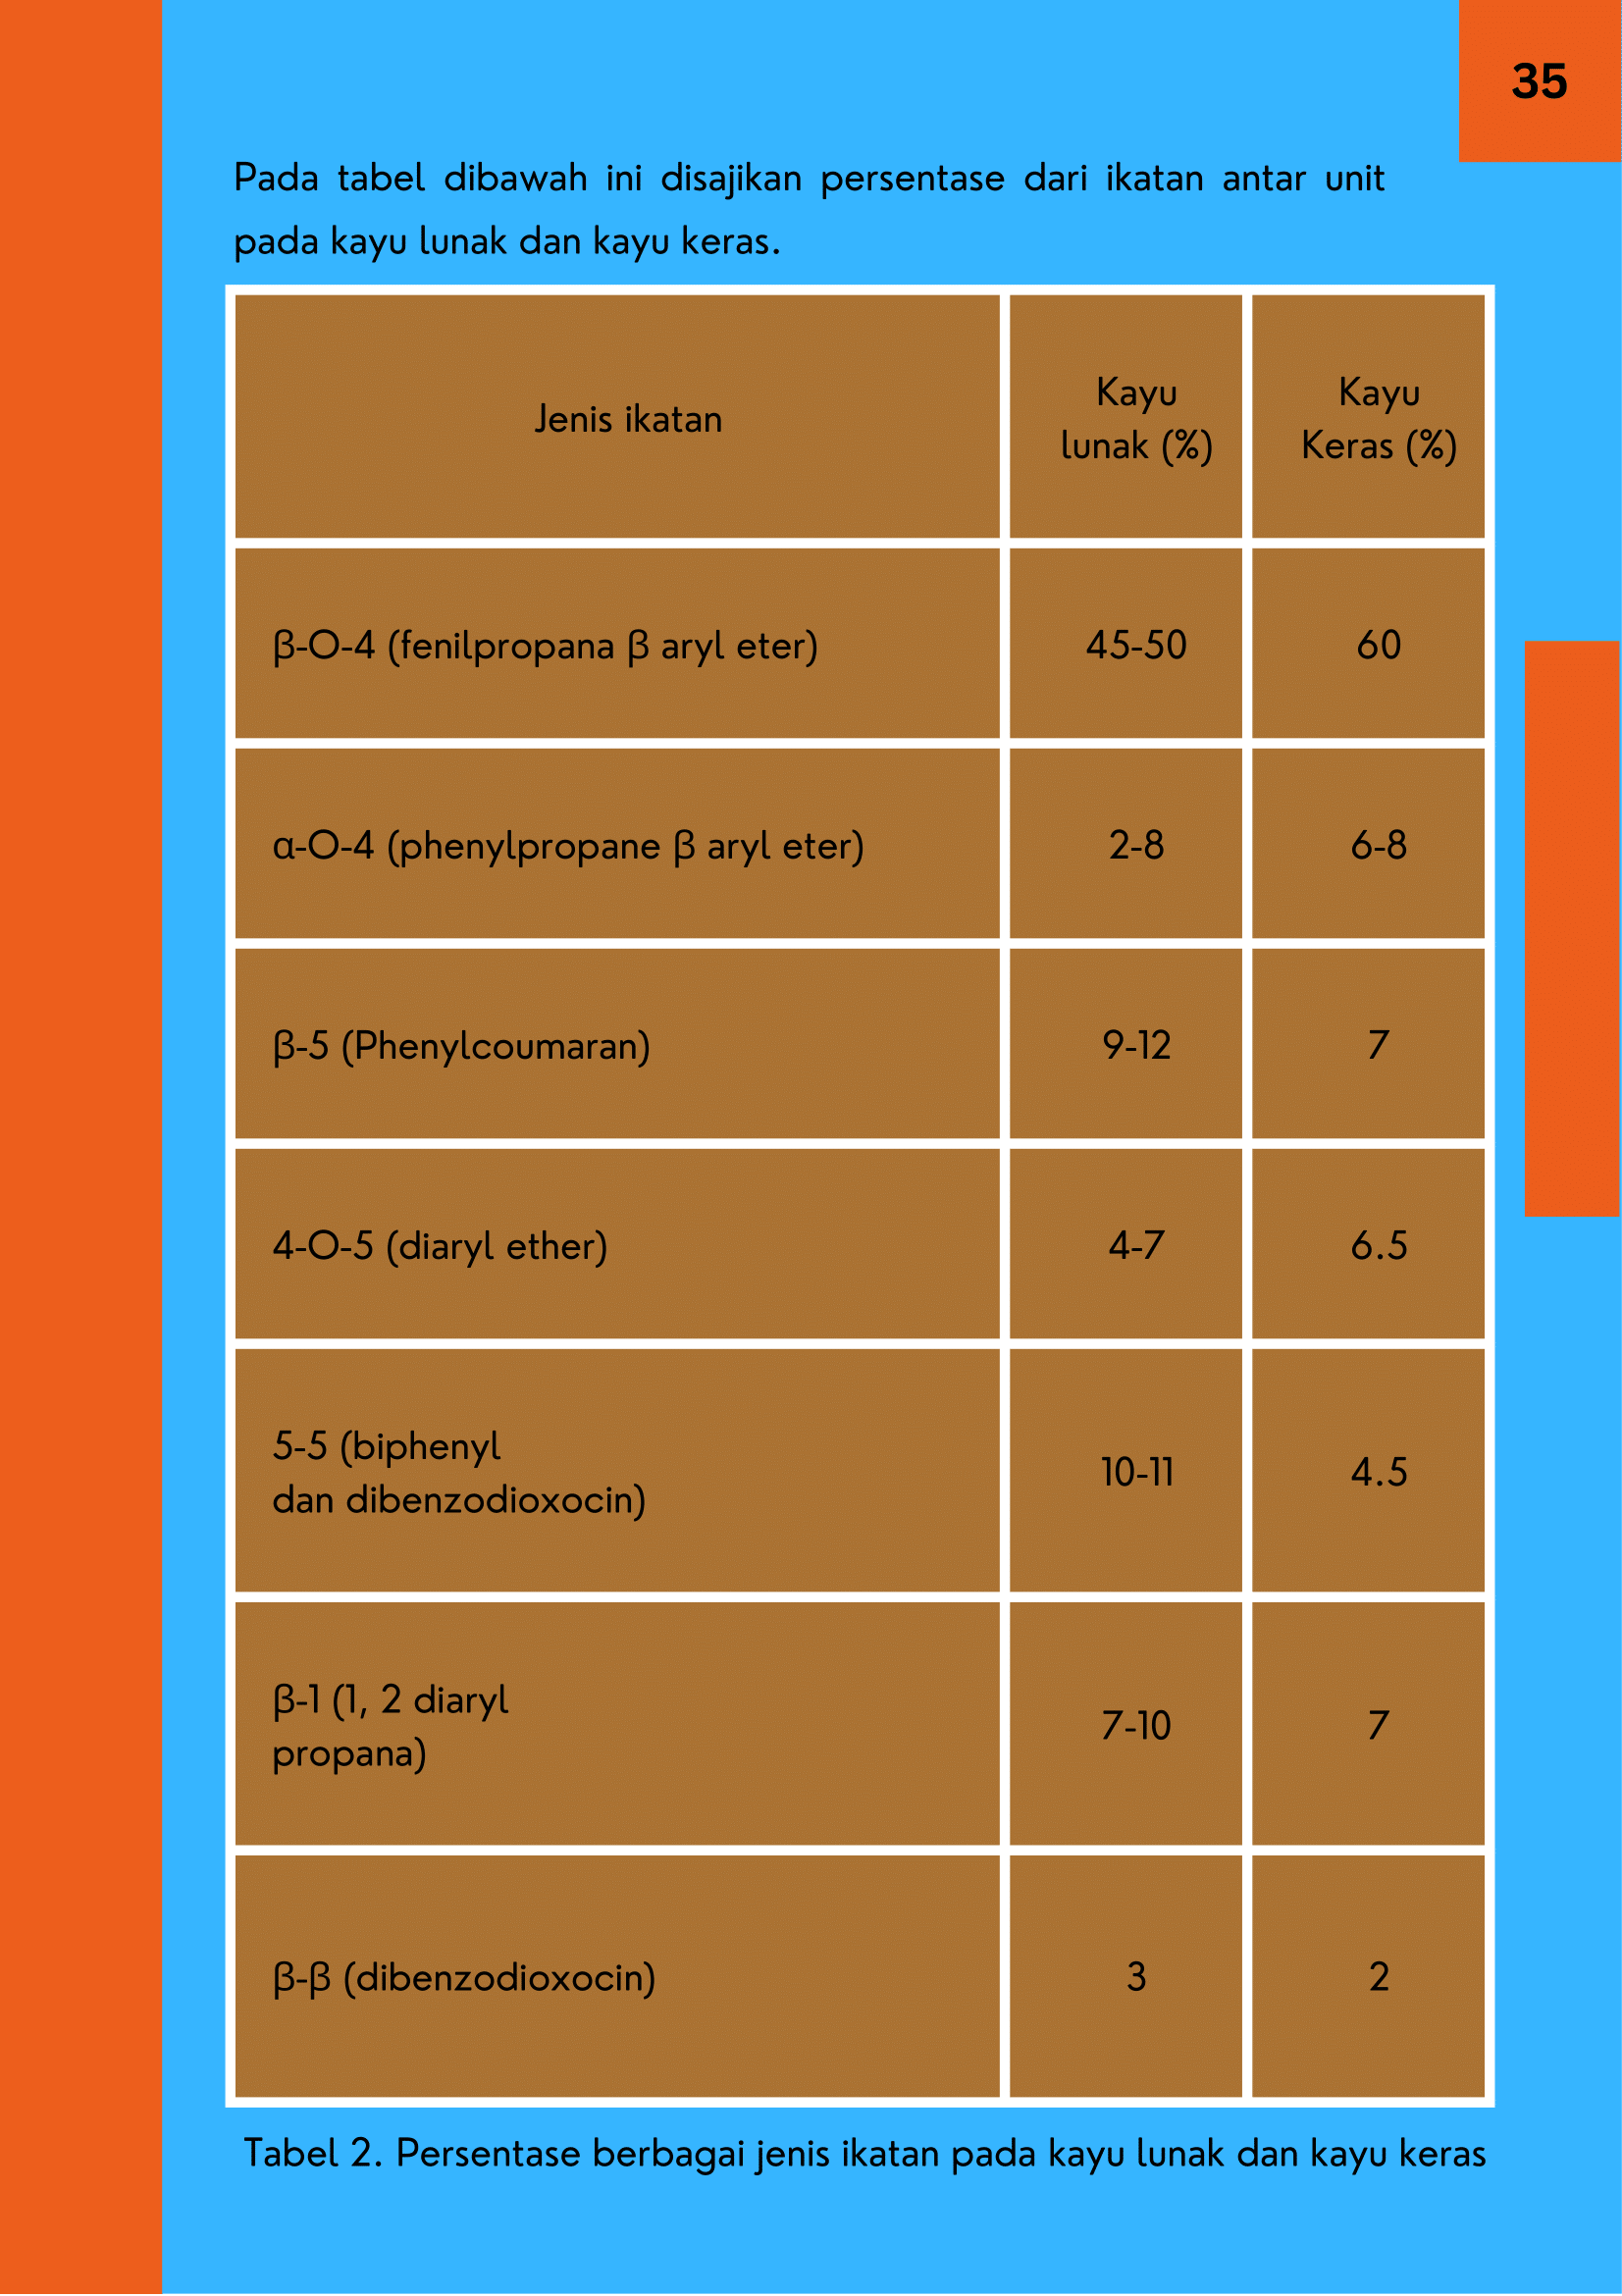 35
Pada tabel dibawah ini disajikan persentase dari ikatan antar unit
pada kayu lunak dan kayu keras.
Jenis ikatan
Kayu
lunak (%)
Kayu
Keras (%)
β-O-4 (fenilpropana β aryl eter)
45-50
60
α-O-4 (phenylpropane β aryl eter)
2-8
6-8
β-5 (Phenylcoumaran)
9-12
7
4-O-5 (diaryl ether)
4-7
6.5
5-5 (biphenyl
dan dibenzodioxocin)
10-11
4.5
β-1 (1, 2 diaryl
propana)
7-10
7
β-β (dibenzodioxocin)
3
2
Tabel 2. Persentase berbagai jenis ikatan pada kayu lunak dan kayu keras